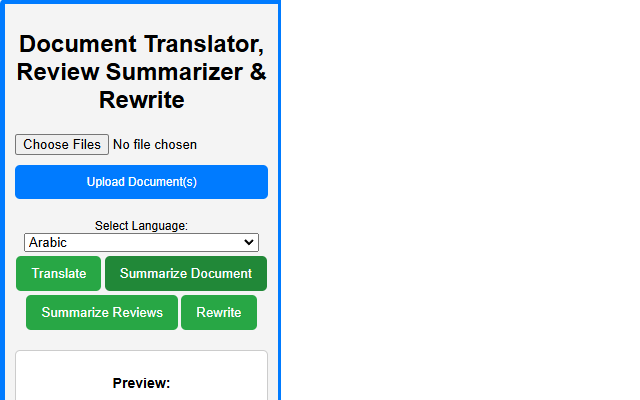 Document Translator,
Review Summarizer &
Rewrite
Choose Files No file chosen
Upload Document(s)
Select Language:
Arabic
Translate Summarize Document
Summarize Reviews Rewrite
Preview: